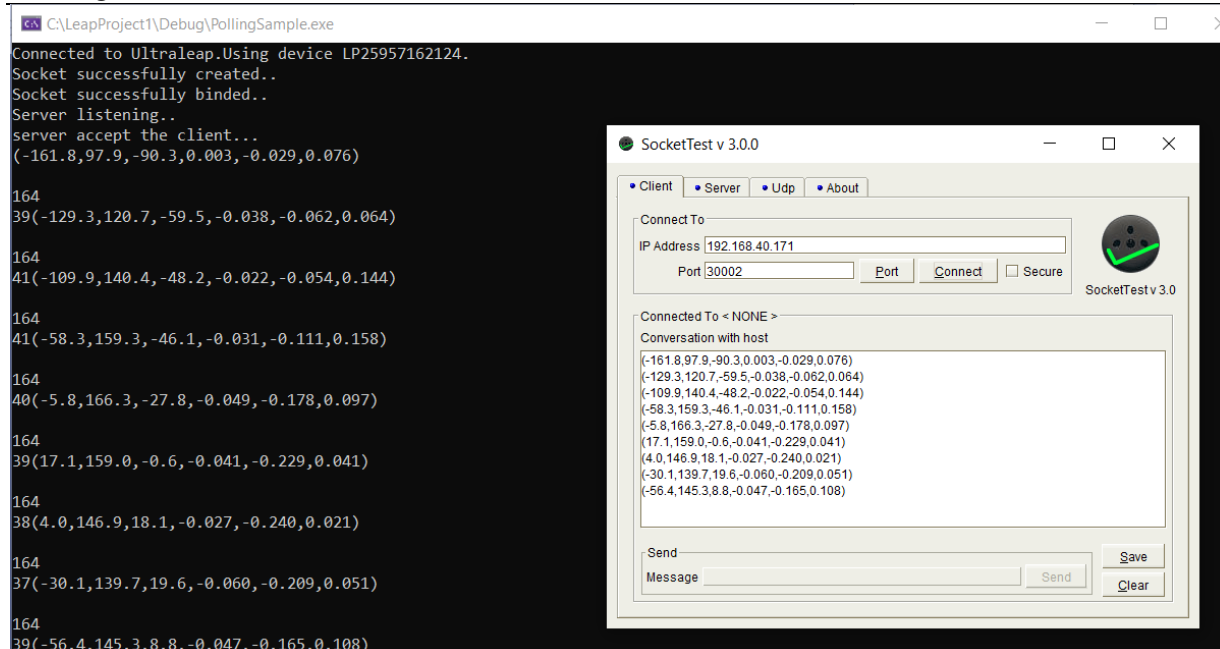 C:\LeapProject1\Debug\PollingSample.exe
Connected to Ultraleap.Using device LP25957162124.
Socket successfully created..
Socket successfully binded..
Server listening..
server accept the client...
(-161.8,97.9,-90.3,0.003,-0.029,0.076)
164
39(-129.3,120.7,-59.5,-0.038,-0.062,0.064)
164
41(-109.9,140.4,-48.2,-0.022,-0.054,0.144)
164
41(-58.3,159.3,-46.1,-0.031,-0.111,0.158)
164
40(-5.8,166.3,-27.8,-0.049,-0.178,0.097)
164
39(17.1,159.0,-0.6,-0.041,-0.229,0.041)
164
38(4.0,146.9,18.1,-0.027,-0.240,0.021)
164
37(-30.1,139.7,19.6,-0.060,-0.209,0.051)
164
39(-56.4,145.3,8.8,-0.047,-0.165,0.108)
SocketTest v 3.0.0
Client Server Udp About
Connect To
IP Address 192.168.40.171
Port 30002 Port Connect Secure
SocketTest v 3.0
Connected To < NONE >
Conversation with host
(-161.8,97.9,-90.3,0.003,-0.029,0.076)
(-129.3,120.7,-59.5,-0.038,-0.062,0.064)
(-109.9,140.4,-48.2,-0.022,-0.054,0.144)
(-58.3,159.3,-46.1,-0.031,-0.111,0.158)
(-5.8,166.3,-27.8,-0.049,-0.178,0.097)
(17.1,159.0,-0.6,-0.041,-0.229,0.041)
(4.0,146.9,18.1,-0.027,-0.240,0.021)
(-30.1,139.7,19.6,-0.060,-0.209,0.051)
(-56.4,145.3,8.8,-0.047,-0.165,0.108)
Send
Message Send
Save
Clear